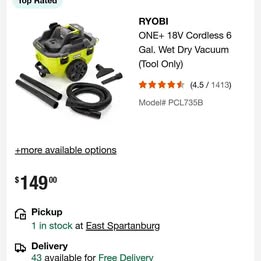 Top Rated
RYOBI
ONE+ 18V Cordless 6
Gal. Wet Dry Vacuum
(Tool Only)
(4.5 / 1413)
Model# PCL735B
+more available options
$149 00
Pickup
1 in stock at East Spartanburg
Delivery
43 available for Free Delivery